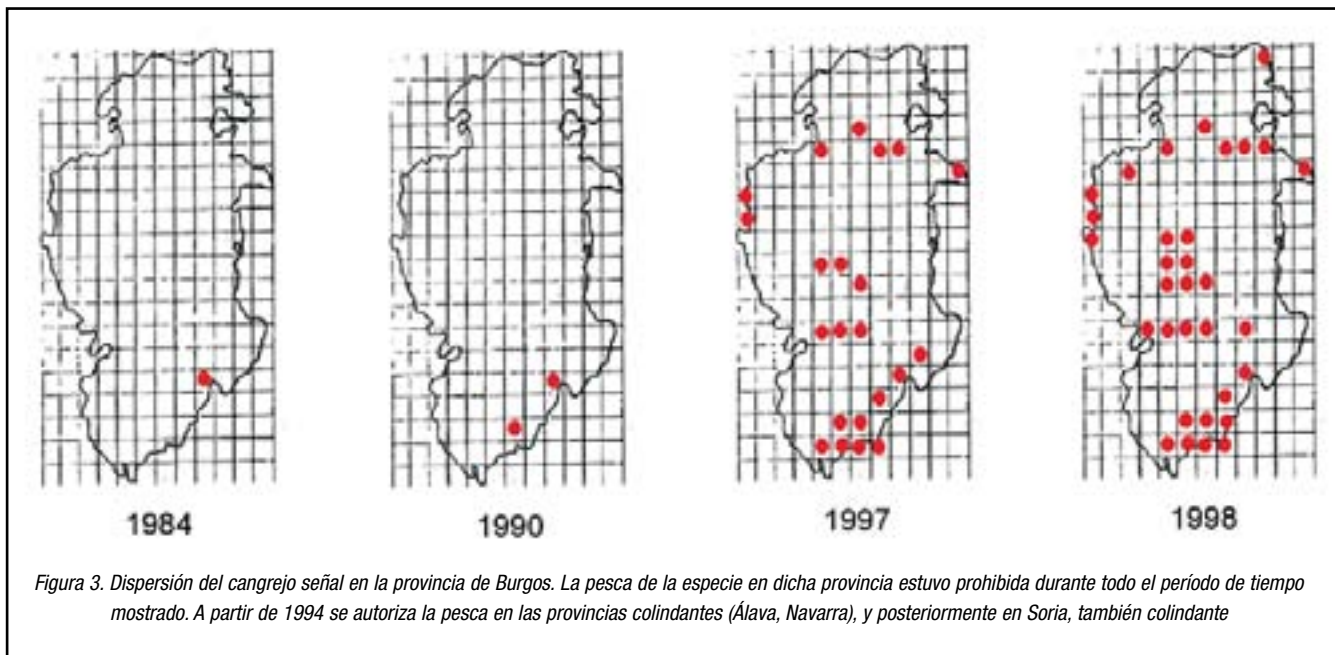 1984
1990
1997
1998
Figura 3. Dispersión del cangrejo señal en la provincia de Burgos. La pesca de la especie en dicha provincia estuvo prohibida durante todo el período de tiempo
mostrado. A partir de 1994 se autoriza la pesca en las provincias colindantes (Álava, Navarra), y posteriormente en Soria, también colindante